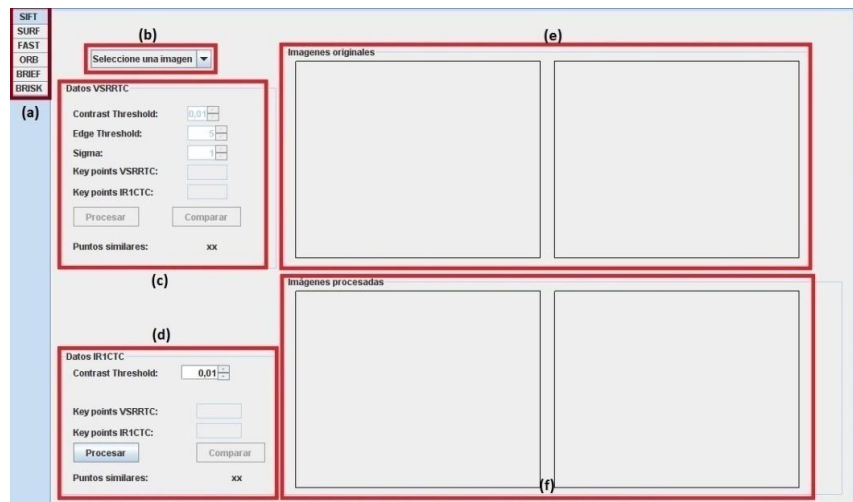 SIFT
SURF
FAST
ORB
BRIEF
BRISK
(a)
(b)
Seleccione una imagen
Datos VSRRTC
Contrast Threshold: 0,01
Edge Threshold: 5
Sigma: 1
Key points VSRRTC:
Key points IR1CTC:
Procesar Comparar
Puntos similares: xx
(c)
(d)
Datos IR1CTC
Contrast Threshold: 0,01
Key points VSRRTC:
Key points IR1CTC:
Procesar Comparar
Puntos similares: xx
(e)
Imagenes originales
Imágenes procesadas
(f)